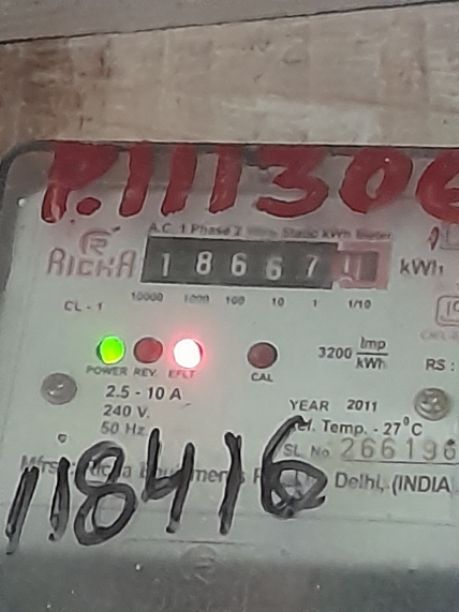 P.111306
A.C. 1 Phase 2 Wire Static kWh Meter
RICHA 18667 kWh
10000 1000 100 10 1 1/10
CL - 1
POWER REV. EFLT CAL
3200 Imp/kWh
RS :
2.5 - 10 A
240 V.
50 Hz.
YEAR 2011
Ref. Temp. - 27°C
SL No. 266196
Delhi, (INDIA
118416